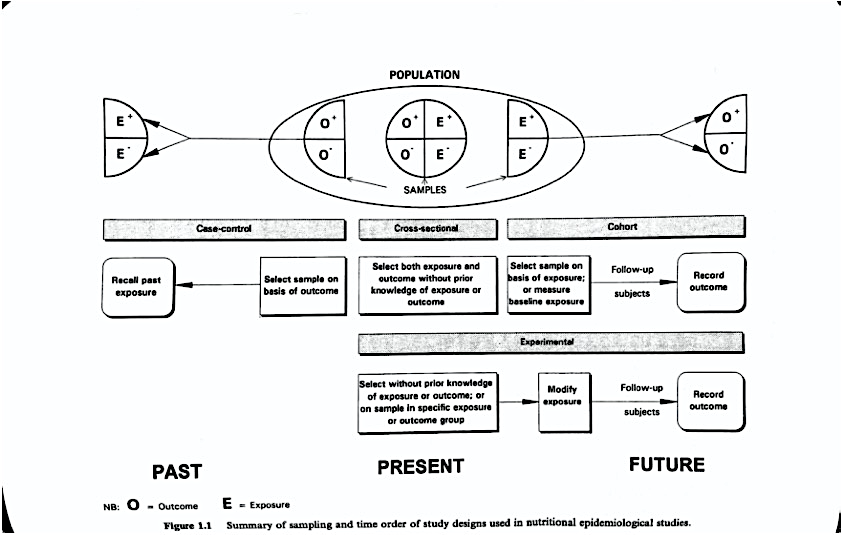 POPULATION
E+
E-
O+
O-
O+ E+
O- E-
E+
E-
O+
O-
SAMPLES
Case-control
Cross-sectional
Cohort
Recall past
exposure
Select sample on
basis of outcome
Select both exposure and
outcome without prior
knowledge of exposure or
outcome
Select sample on
basis of exposure;
or measure
baseline exposure
Follow-up
subjects
Record
outcome
Experimental
Select without prior knowledge
of exposure or outcome; or
on sample in specific exposure
or outcome group
Modify
exposure
Follow-up
subjects
Record
outcome
PAST
PRESENT
FUTURE
NB: O = Outcome E = Exposure
Figure 1.1 Summary of sampling and time order of study designs used in nutritional epidemiological studies.